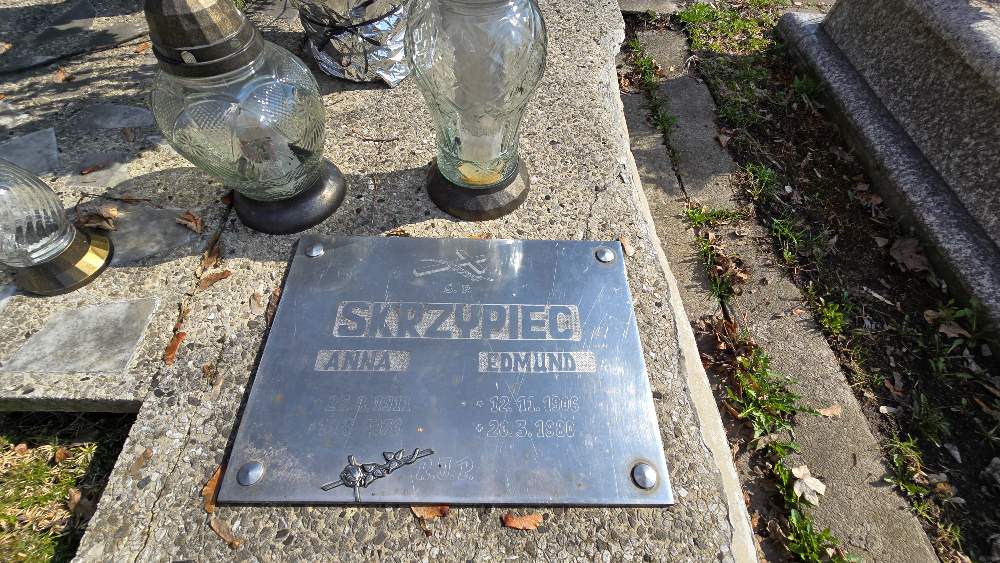 Ś. P.
SKRZYPIEC
ANNA EDMUND
12.11.1906
20.3.1980
R.J.P.